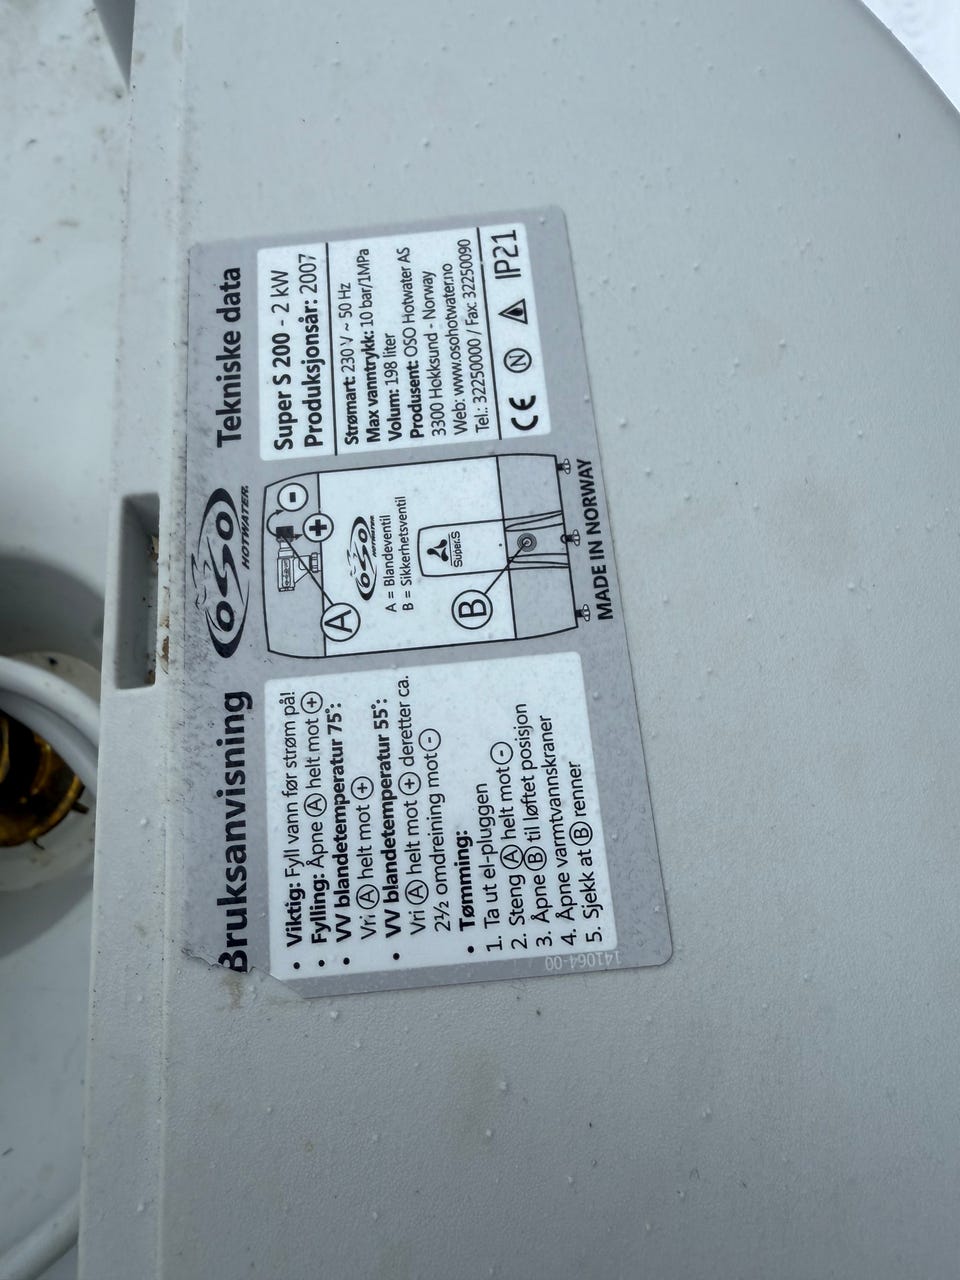 Bruksanvisning
• Viktig: Fyll vann før strøm på!
• Fylling: Åpne A helt mot +
• VV blandetemperatur 75°:
Vri A helt mot +
• VV blandetemperatur 55°:
Vri A helt mot + deretter ca.
2½ omdreining mot -
• Tømming:
1. Ta ut el-pluggen
2. Steng A helt mot -
3. Åpne B til løftet posisjon
4. Åpne varmtvannskraner
5. Sjekk at B renner
141064-00
OSO
HOTWATER.
-
+
A
OSO
HOTWATER.
A = Blandeventil
B = Sikkerhetsventil
Super.S
B
MADE IN NORWAY
Tekniske data
Super S 200 - 2 kW
Produksjonsår: 2007
Strømart: 230 V ~ 50 Hz
Max vanntrykk: 10 bar/1MPa
Volum: 198 liter
Produsent: OSO Hotwater AS
3300 Hokksund - Norway
Web: www.osohotwater.no
Tel.: 32250000 / Fax: 32250090
CE N IP21